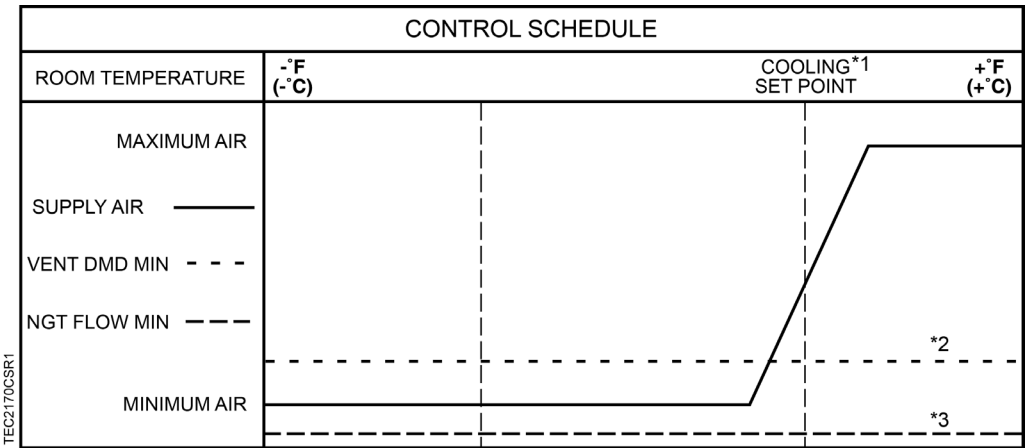 CONTROL SCHEDULE
ROOM TEMPERATURE
-°F
(-°C)
COOLING*1
SET POINT
+°F
(+°C)
MAXIMUM AIR
SUPPLY AIR
VENT DMD MIN
NGT FLOW MIN
MINIMUM AIR
*2
*3
TEC2170CSR1